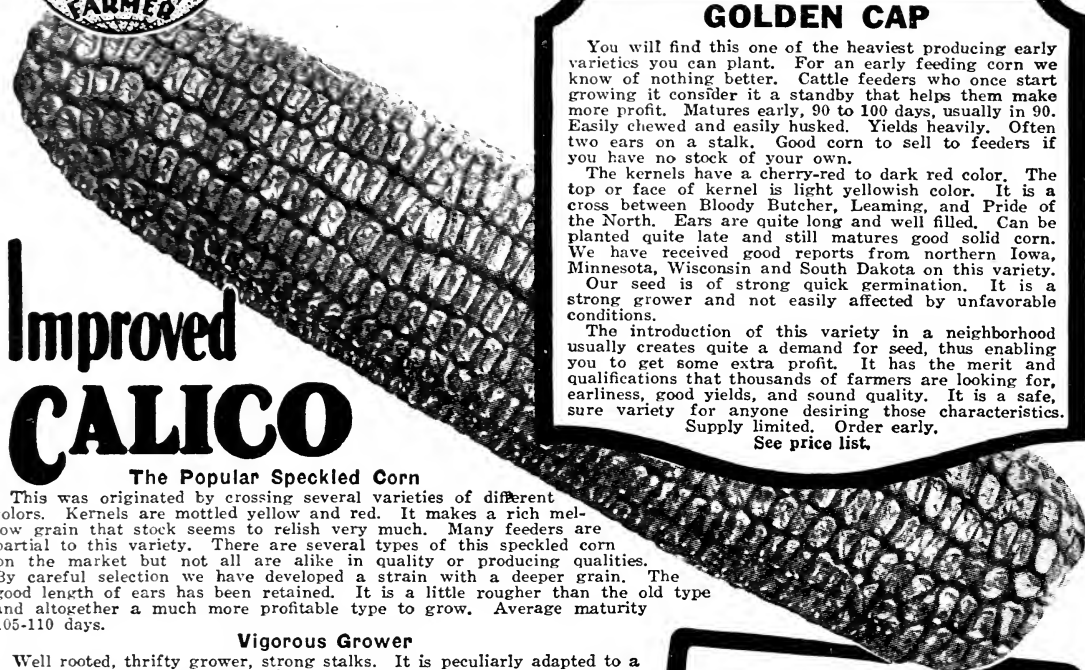 FARMER
GOLDEN CAP
You will find this one of the heaviest producing early
varieties you can plant. For an early feeding corn we
know of nothing better. Cattle feeders who once start
growing it consider it a standby that helps them make
more profit. Matures early, 90 to 100 days, usually in 90.
Easily chewed and easily husked. Yields heavily. Often
two ears on a stalk. Good corn to sell to feeders if
you have no stock of your own.
The kernels have a cherry-red to dark red color. The
top or face of kernel is light yellowish color. It is a
cross between Bloody Butcher, Leaming, and Pride of
the North. Ears are quite long and well filled. Can be
planted quite late and still matures good solid corn.
We have received good reports from northern Iowa,
Minnesota, Wisconsin and South Dakota on this variety.
Our seed is of strong quick germination. It is a
strong grower and not easily affected by unfavorable
conditions.
The introduction of this variety in a neighborhood
usually creates quite a demand for seed, thus enabling
you to get some extra profit. It has the merit and
qualifications that thousands of farmers are looking for,
earliness, good yields, and sound quality. It is a safe,
sure variety for anyone desiring those characteristics.
Supply limited. Order early.
See price list.
Improved
CALICO
The Popular Speckled Corn
This was originated by crossing several varieties of different
olors. Kernels are mottled yellow and red. It makes a rich mel-
ow grain that stock seems to relish very much. Many feeders are
partial to this variety. There are several types of this speckled corn
on the market but not all are alike in quality or producing qualities.
By careful selection we have developed a strain with a deeper grain. The
good length of ears has been retained. It is a little rougher than the old type
and altogether a much more profitable type to grow. Average maturity
105-110 days.
Vigorous Grower
Well rooted, thrifty grower, strong stalks. It is peculiarly adapted to a